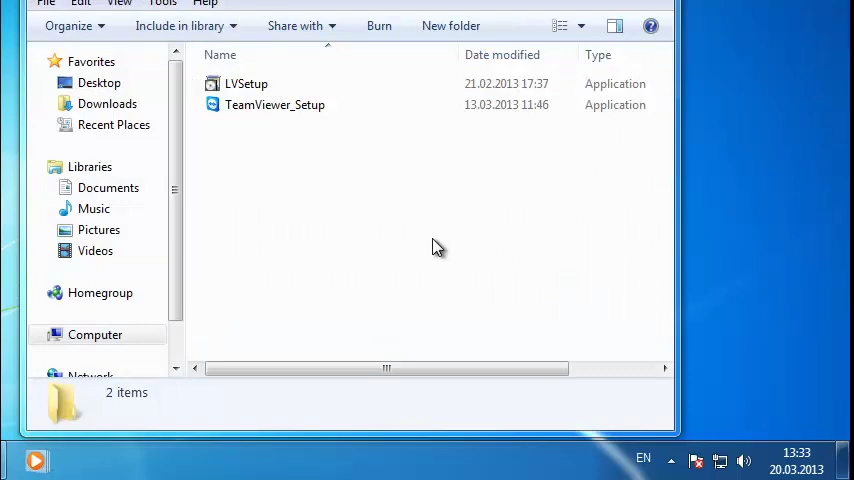 File Edit View Tools Help
Organize Include in library Share with Burn New folder
Name Date modified Type
Favorites
Desktop
Downloads
Recent Places
Libraries
Documents
Music
Pictures
Videos
Homegroup
Computer
Network
LVSetup 21.02.2013 17:37 Application
TeamViewer_Setup 13.03.2013 11:46 Application
2 items
EN
13:33
20.03.2013